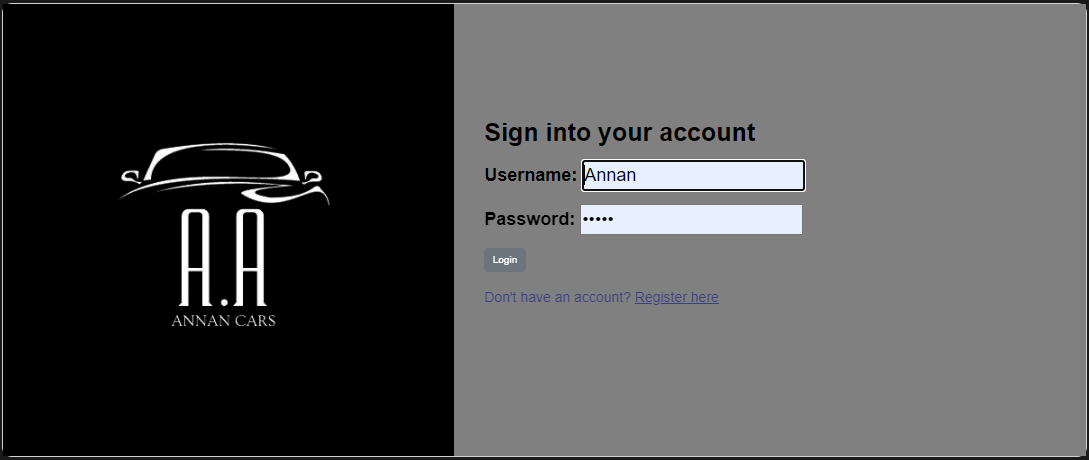 A.A
ANNAN CARS
Sign into your account
Username: Annan
Password: •••••
Login
Don't have an account? Register here